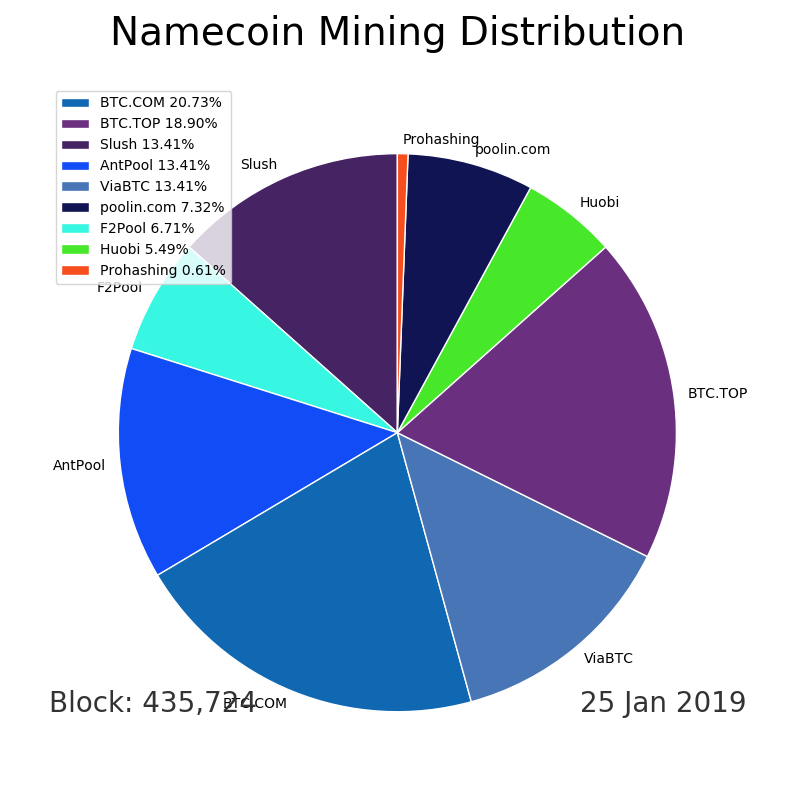 Namecoin Mining Distribution
BTC.COM 20.73%
BTC.TOP 18.90%
Slush 13.41%
AntPool 13.41%
ViaBTC 13.41%
poolin.com 7.32%
F2Pool 6.71%
Huobi 5.49%
Prohashing 0.61%
Prohashing
poolin.com
Slush
Huobi
F2Pool
BTC.TOP
AntPool
ViaBTC
BTC.COM
Block: 435,724
25 Jan 2019